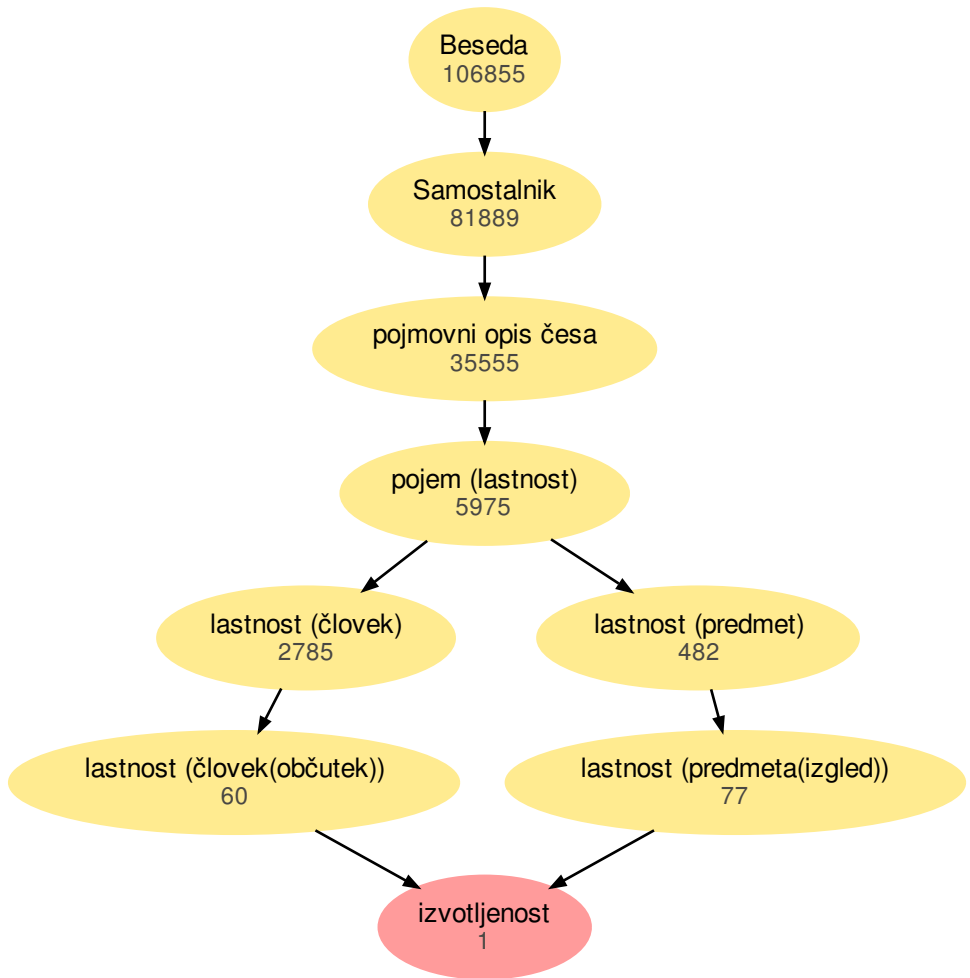 Beseda
106855
Samostalnik
81889
pojmovni opis česa
35555
pojem (lastnost)
5975
lastnost (človek)
2785
lastnost (predmet)
482
lastnost (človek(občutek))
60
lastnost (predmeta(izgled))
77
izvotljenost
1